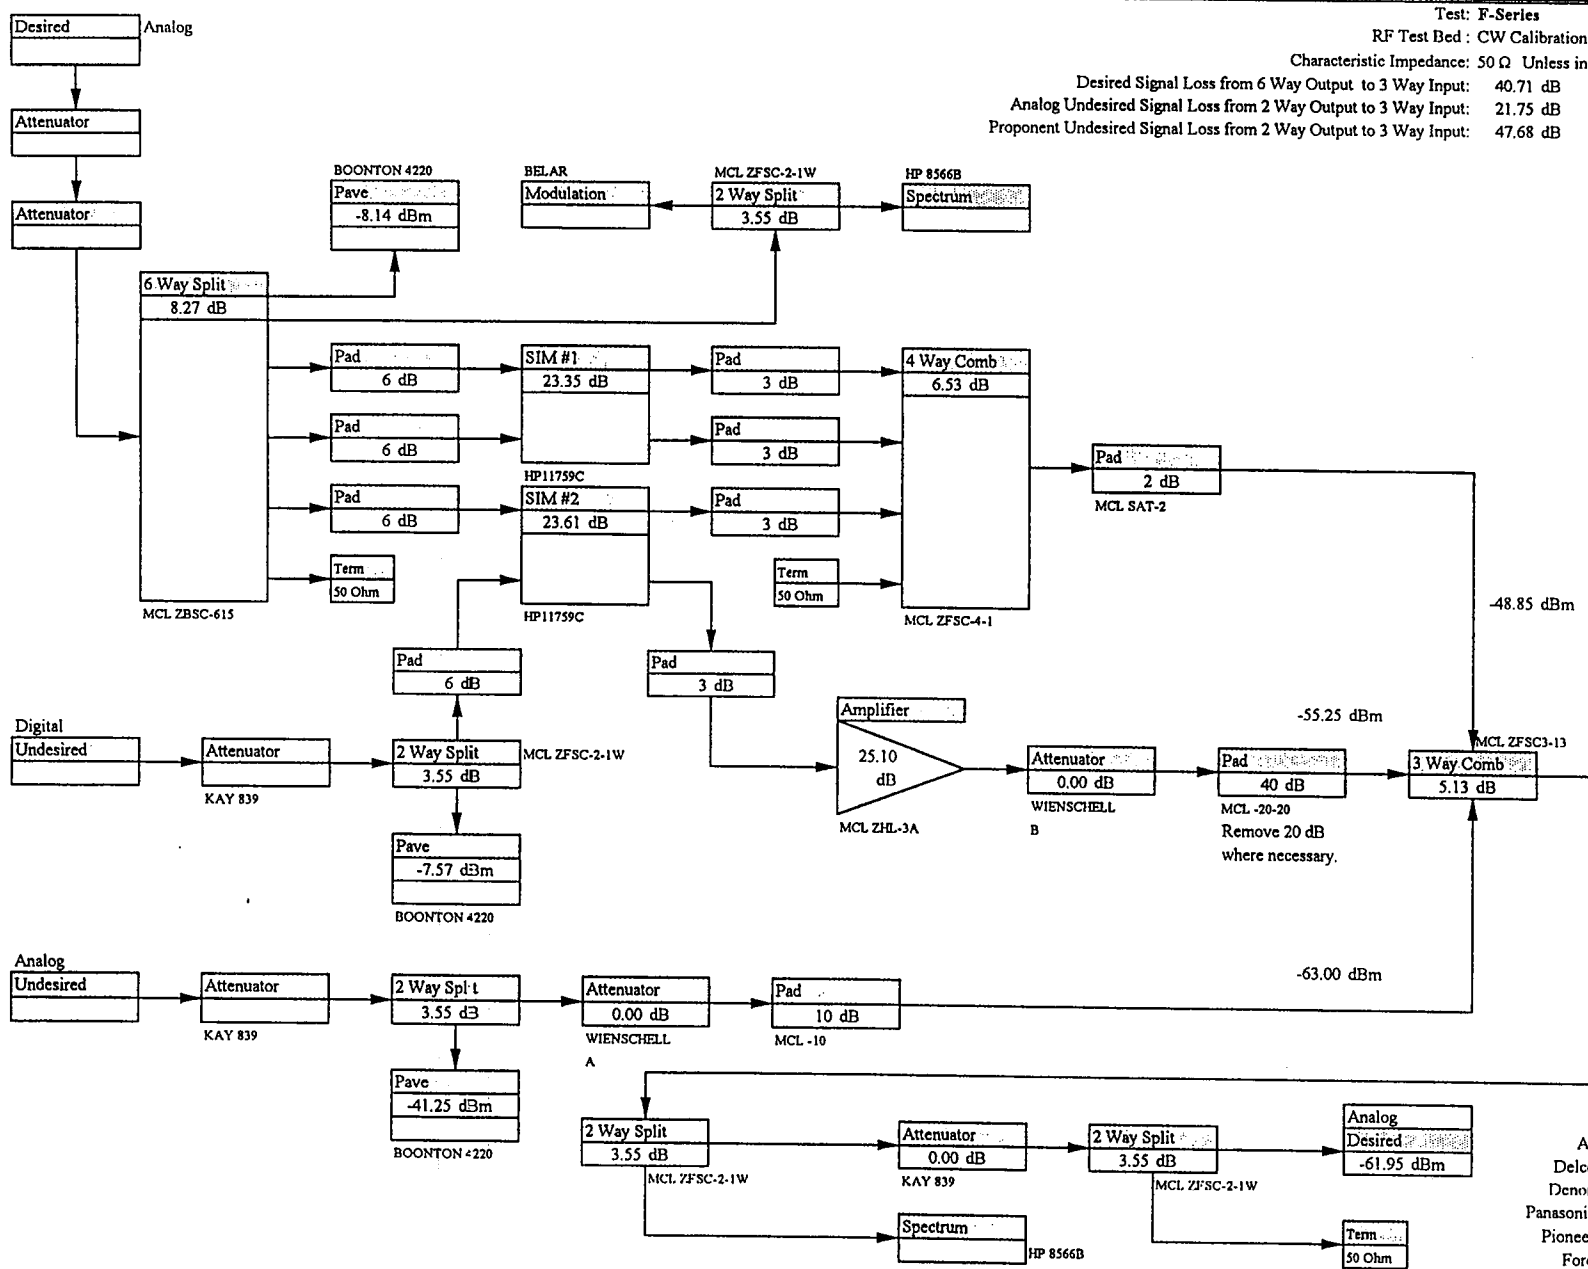 Test: F-Series
RF Test Bed : CW Calibration
Characteristic Impedance: 50 Ω Unless in
Desired Signal Loss from 6 Way Output to 3 Way Input: 40.71 dB
Analog Undesired Signal Loss from 2 Way Output to 3 Way Input: 21.75 dB
Proponent Undesired Signal Loss from 2 Way Output to 3 Way Input: 47.68 dB
Desired
Analog
Attenuator
Attenuator
BOONTON 4220
Pave
-8.14 dBm
BELAR
Modulation
MCL ZFSC-2-1W
2 Way Split
3.55 dB
HP 8566B
Spectrum
6 Way Split
8.27 dB
MCL ZBSC-615
Pad
6 dB
SIM #1
23.35 dB
Pad
3 dB
4 Way Comb
6.53 dB
Pad
6 dB
Pad
3 dB
HP11759C
Pad
2 dB
MCL SAT-2
Pad
6 dB
SIM #2
23.61 dB
Pad
3 dB
Term
50 Ohm
HP11759C
Term
50 Ohm
MCL ZFSC-4-1
-48.85 dBm
Pad
6 dB
Pad
3 dB
Digital
Undesired
Attenuator
KAY 839
2 Way Split
3.55 dB
MCL ZFSC-2-1W
Amplifier
25.10
dB
MCL ZHL-3A
Attenuator
0.00 dB
WIENSCHELL
B
Pad
40 dB
MCL -20-20
Remove 20 dB
where necessary.
-55.25 dBm
MCL ZFSC3-13
3 Way Comb
5.13 dB
Pave
-7.57 dBm
BOONTON 4220
Analog
Undesired
Attenuator
KAY 839
2 Way Split
3.55 dB
Attenuator
0.00 dB
WIENSCHELL
A
Pad
10 dB
MCL -10
-63.00 dBm
Pave
-41.25 dBm
BOONTON 4220
2 Way Split
3.55 dB
MCL ZFSC-2-1W
Attenuator
0.00 dB
KAY 839
2 Way Split
3.55 dB
MCL ZFSC-2-1W
Analog
Desired
-61.95 dBm
Spectrum
HP 8566B
Term
50 Ohm
A
Delc
Deno
Panasoni
Pionee
For